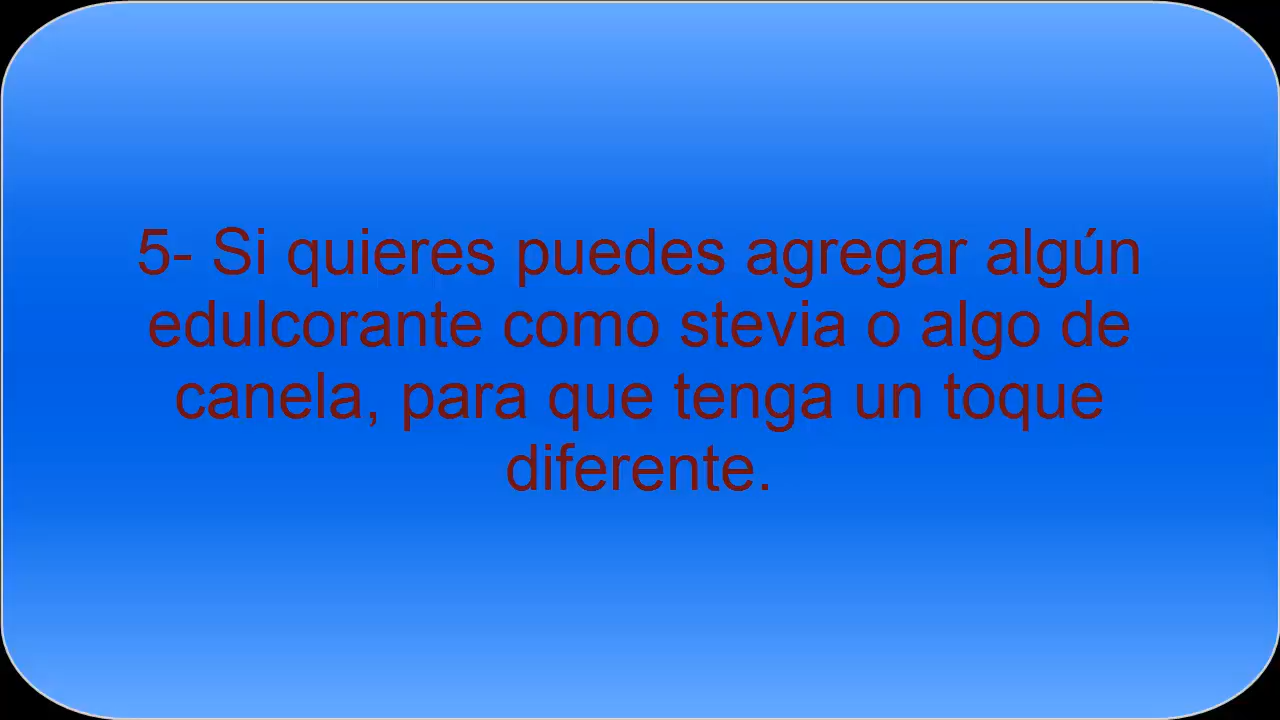 5- Si quieres puedes agregar algún
edulcorante como stevia o algo de
canela, para que tenga un toque
diferente.